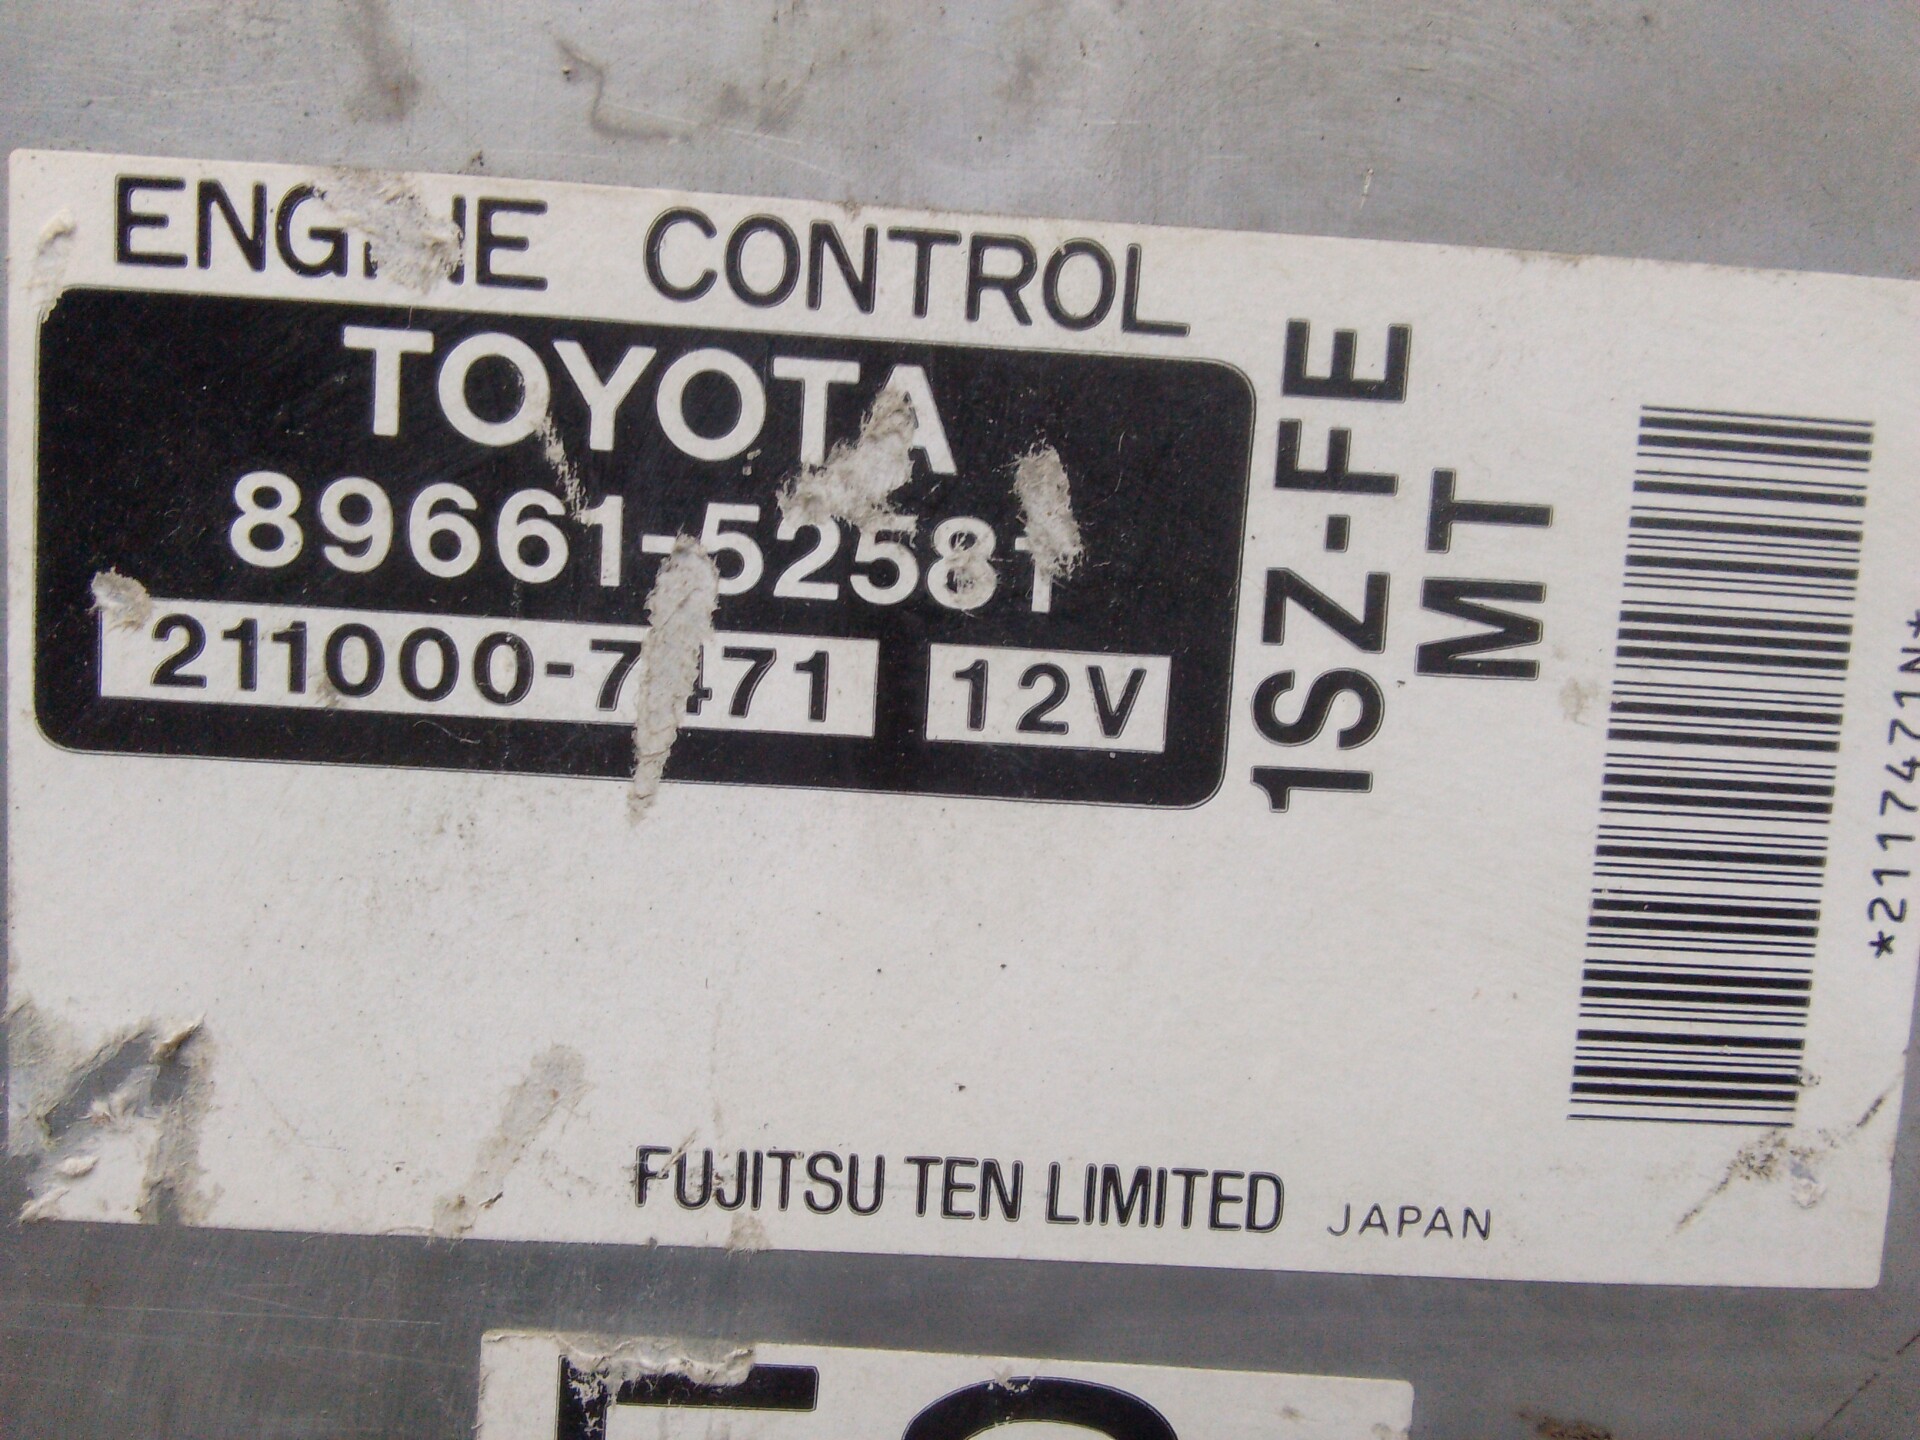 ENGINE CONTROL
TOYOTA
89661-52581
211000-7471
12V
1SZ-FE
MT
*2117471N*
FUJITSU TEN LIMITED JAPAN